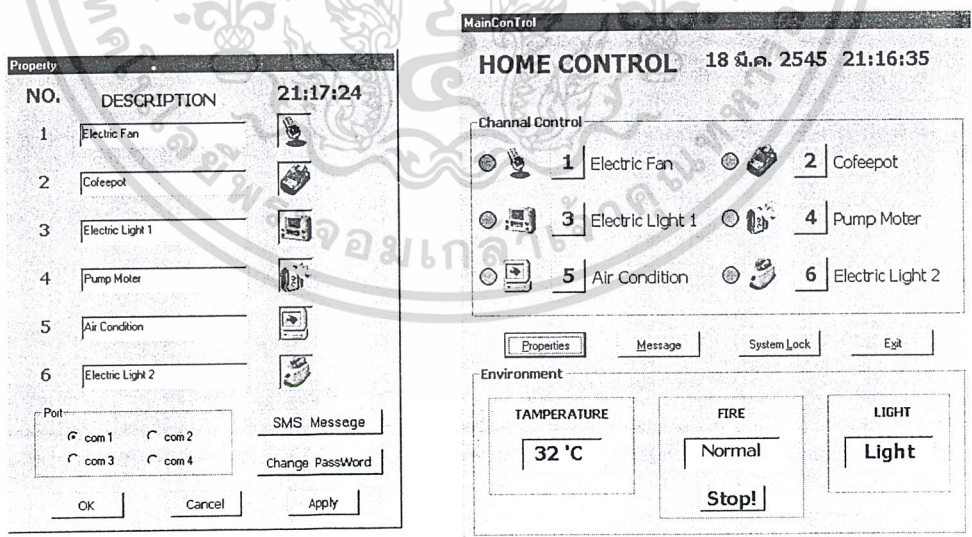 Property
NO. DESCRIPTION 21:17:24
1 Electric Fan
2 Cofeepot
3 Electric Light 1
4 Pump Moter
5 Air Condition
6 Electric Light 2
Port
com 1 com 2
com 3 com 4
SMS Message
Change PassWord
OK Cancel Apply
MainConTrol
HOME CONTROL 18 มี.ค. 2545 21:16:35
Channal Control
1 Electric Fan 2 Cofeepot
3 Electric Light 1 4 Pump Moter
5 Air Condition 6 Electric Light 2
Properties Message System Lock Exit
Environment
TAMPERATURE FIRE LIGHT
32 'C Normal Light
Stop!